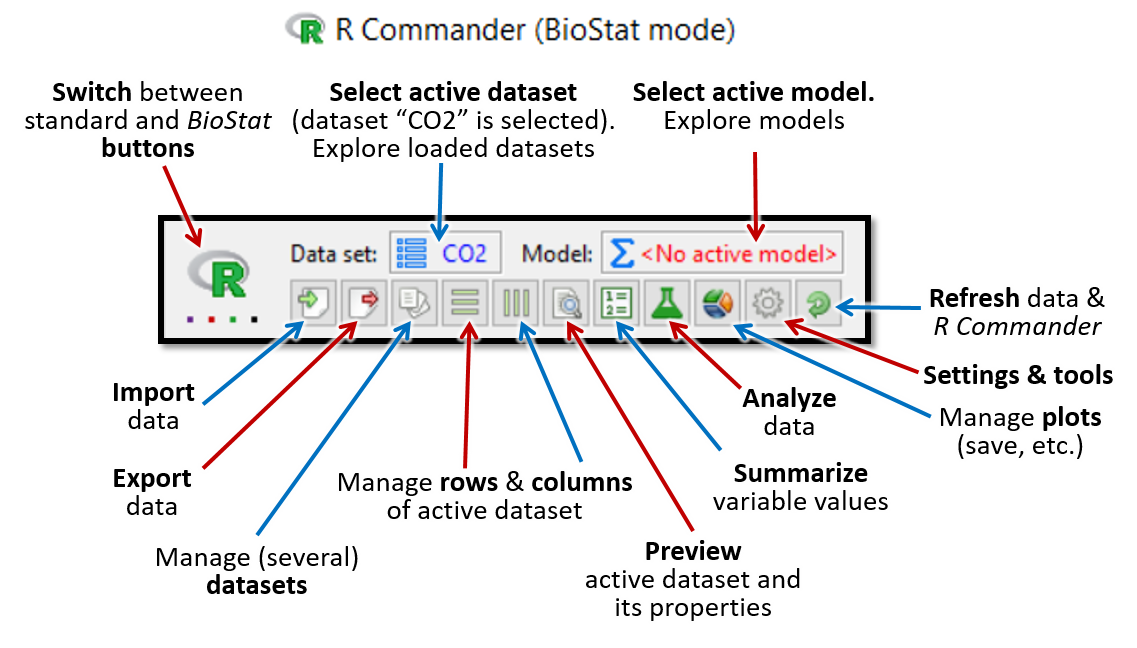 R Commander (BioStat mode)
Switch between
standard and BioStat
buttons
Select active dataset
(dataset “CO2” is selected).
Explore loaded datasets
Select active model.
Explore models
R
Data set: CO2 Model: Σ <No active model>
1=
2=
Refresh data &
R Commander
Settings & tools
Manage plots
(save, etc.)
Import
data
Analyze
data
Export
data
Manage rows & columns
of active dataset
Summarize
variable values
Manage (several)
datasets
Preview
active dataset and
its properties